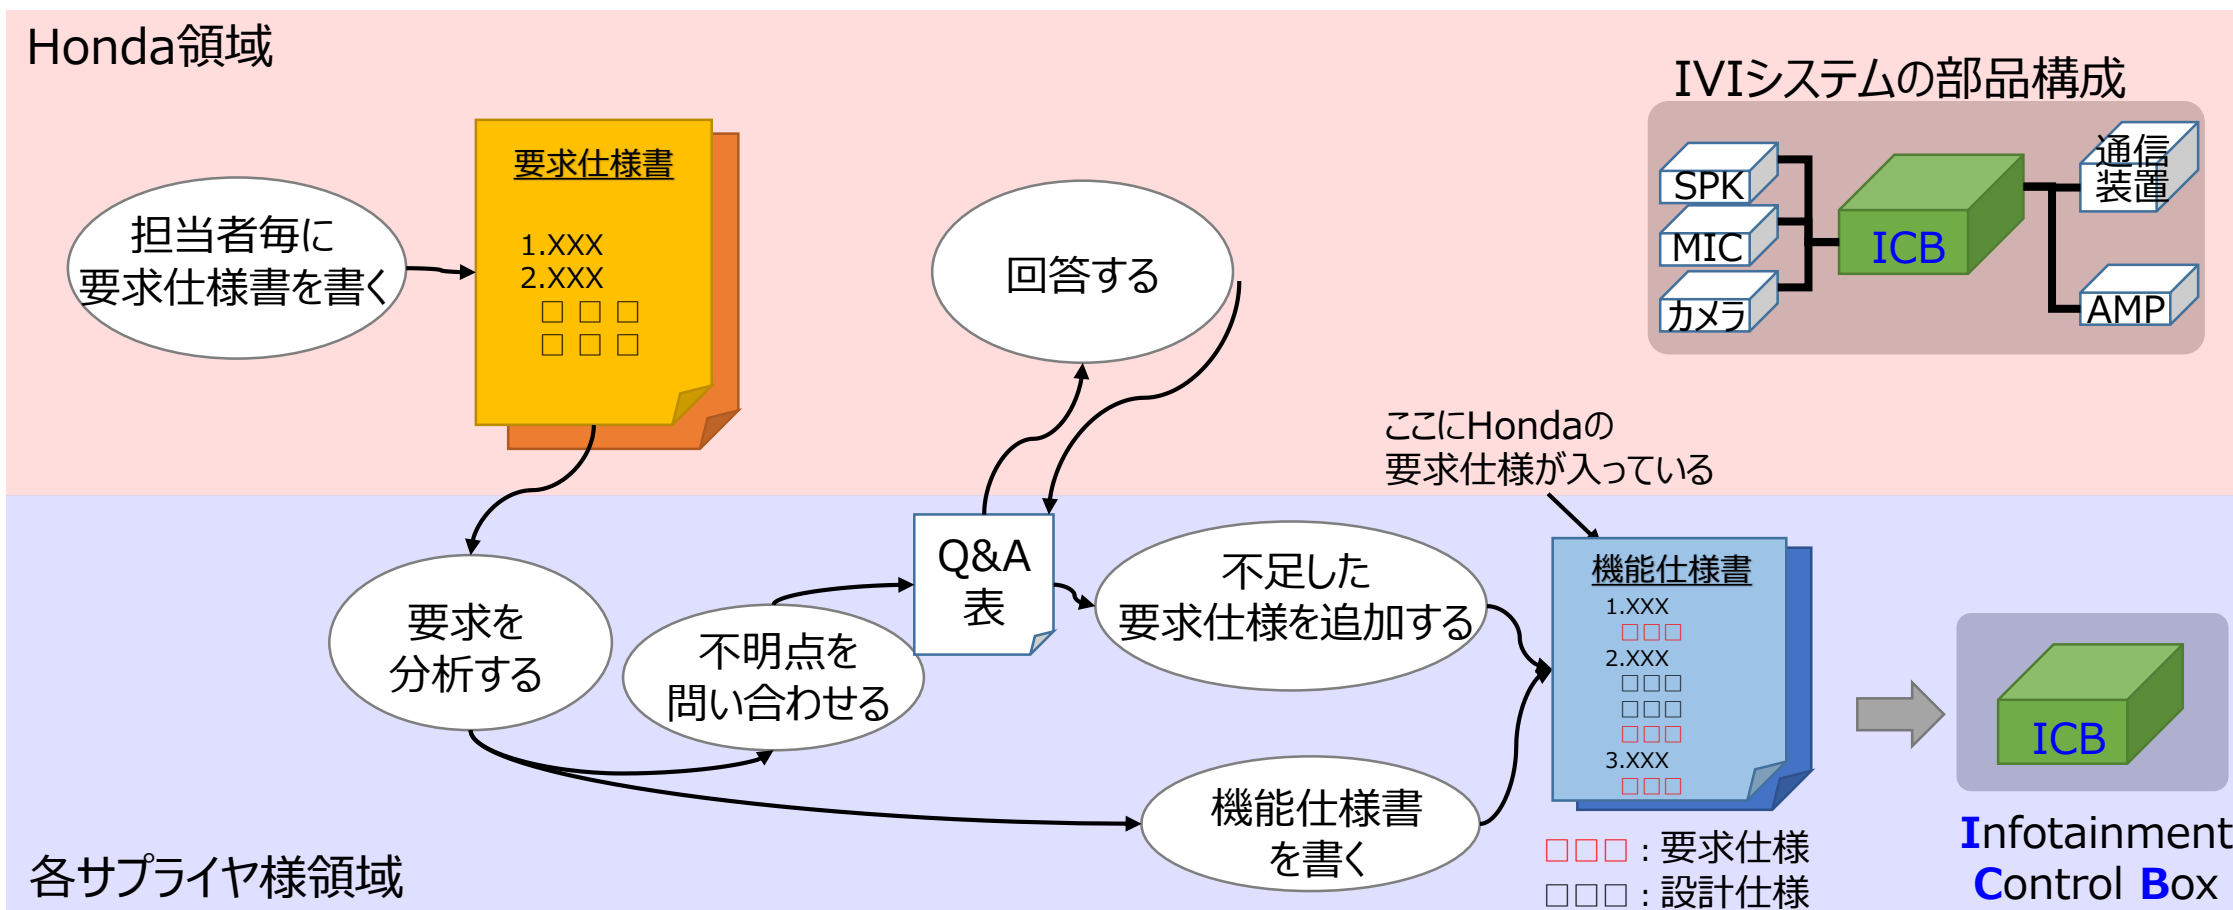 Honda領域
IVIシステムの部品構成
要求仕様書
1.XXX
2.XXX
□ □ □
□ □ □
担当者毎に
要求仕様書を書く
回答する
SPK
MIC
カメラ
ICB
通信
装置
AMP
ここにHondaの
要求仕様が入っている
要求を
分析する
不明点を
問い合わせる
Q&A
表
不足した
要求仕様を追加する
機能仕様書
を書く
機能仕様書
1.XXX
□□□
2.XXX
□□□
□□□
□□□
3.XXX
□□□
□□□ : 要求仕様
□□□ : 設計仕様
ICB
Infotainment
Control Box
各サプライヤ様領域